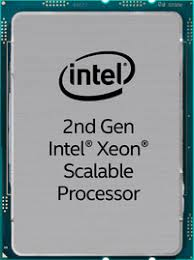 intel®
2nd Gen
Intel® Xeon®
Scalable
Processor